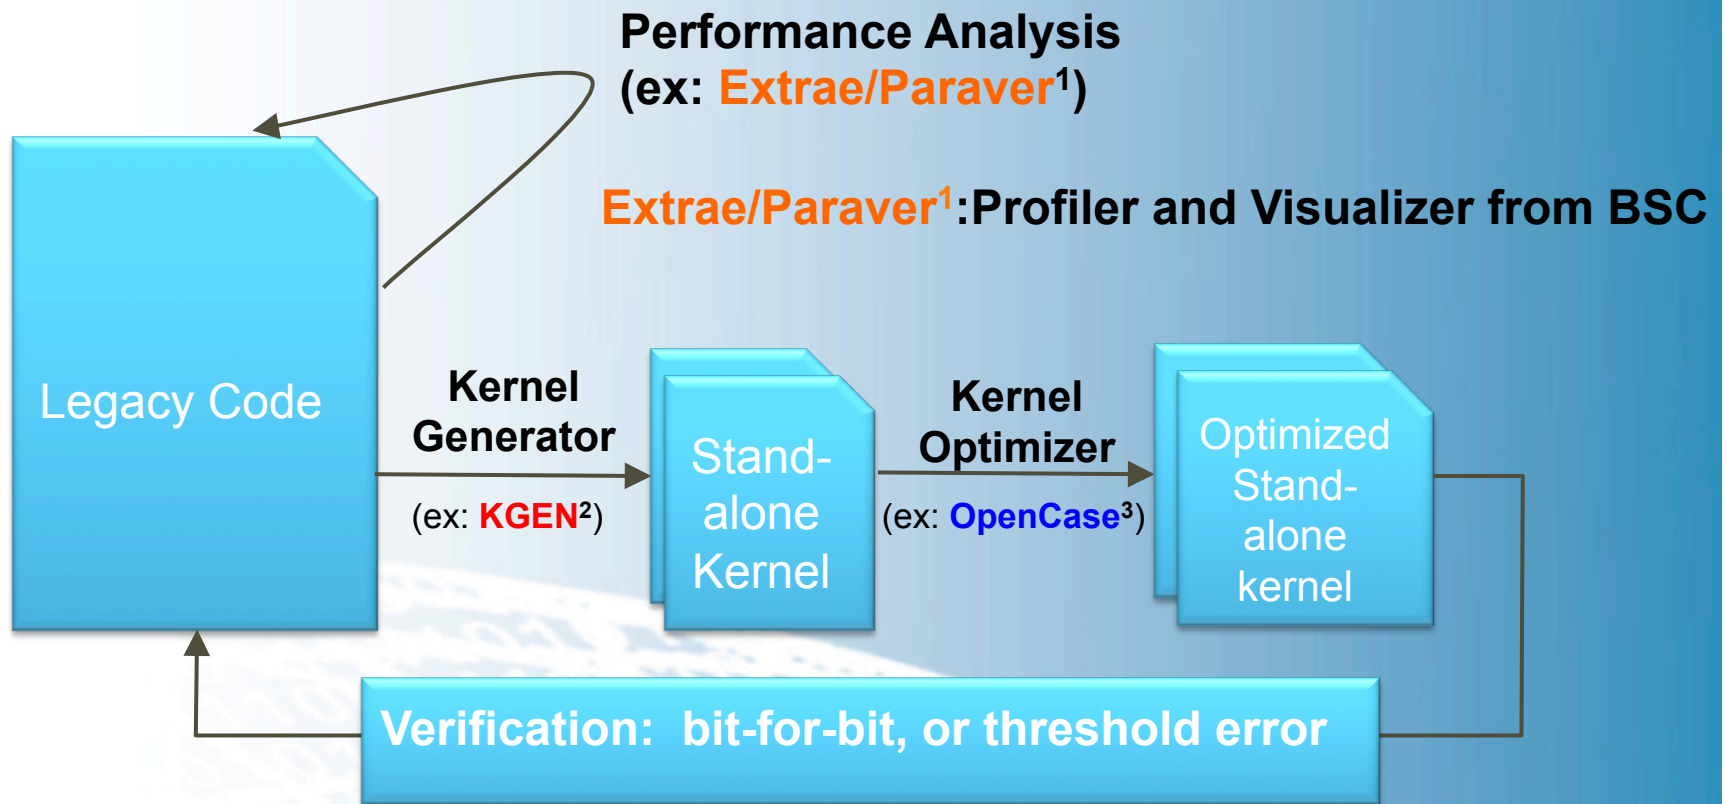 Performance Analysis
(ex: Extrae/Paraver¹)
Extrae/Paraver¹:Profiler and Visualizer from BSC
Legacy Code
Kernel
Generator
(ex: KGEN²)
Stand-
alone
Kernel
Kernel
Optimizer
(ex: OpenCase³)
Optimized
Stand-
alone
kernel
Verification:  bit-for-bit, or threshold error